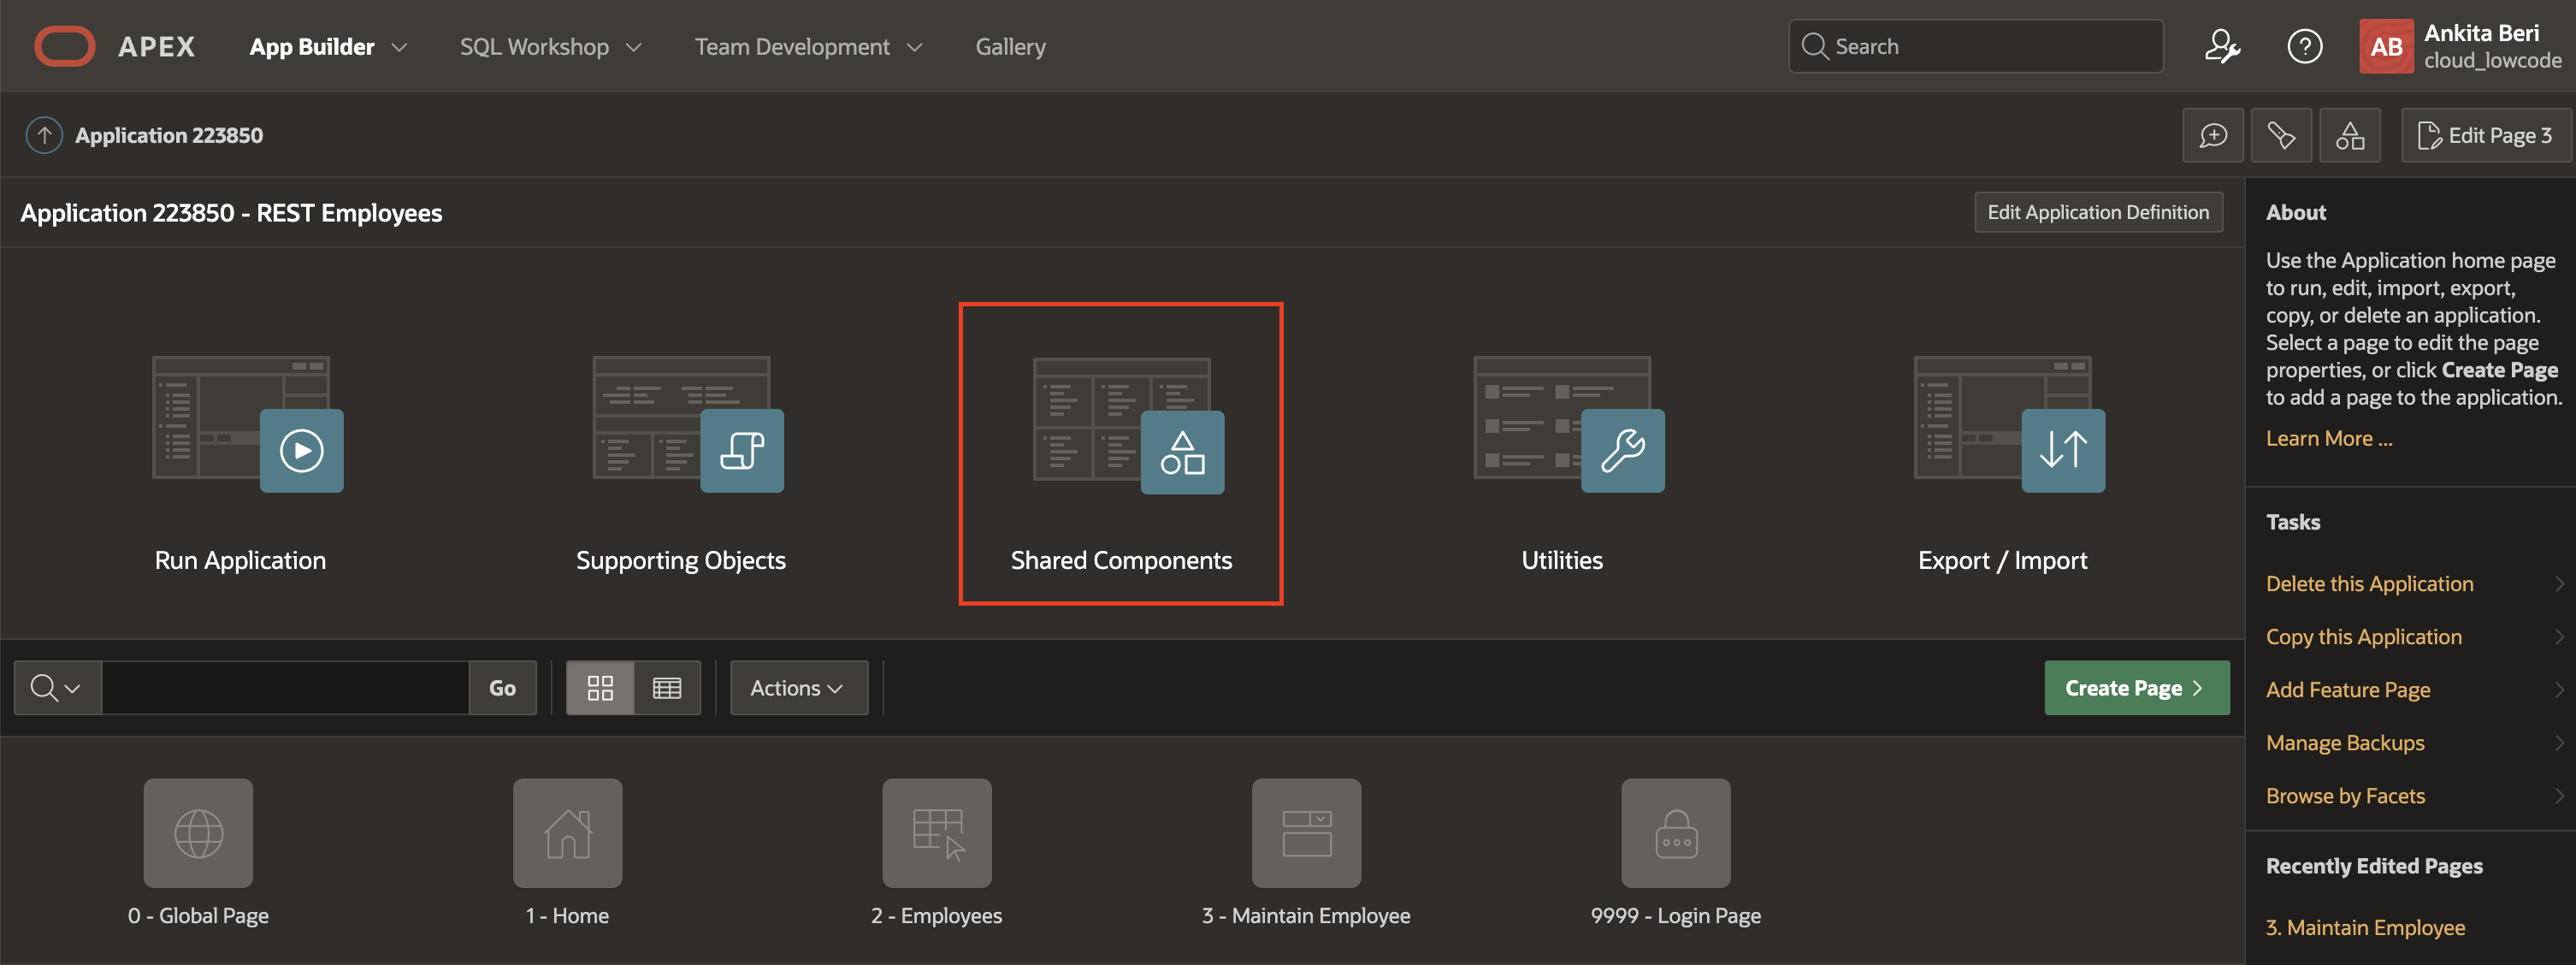 APEX
App Builder
SQL Workshop
Team Development
Gallery
Search
AB
Ankita Beri
cloud_lowcode
Application 223850
Edit Page 3
Application 223850 - REST Employees
Edit Application Definition
Run Application
Supporting Objects
Shared Components
Utilities
Export / Import
Go
Actions
Create Page
0 - Global Page
1 - Home
2 - Employees
3 - Maintain Employee
9999 - Login Page
About
Use the Application home page
to run, edit, import, export,
copy, or delete an application.
Select a page to edit the page
properties, or click Create Page
to add a page to the application.
Learn More ...
Tasks
Delete this Application
Copy this Application
Add Feature Page
Manage Backups
Browse by Facets
Recently Edited Pages
3. Maintain Employee